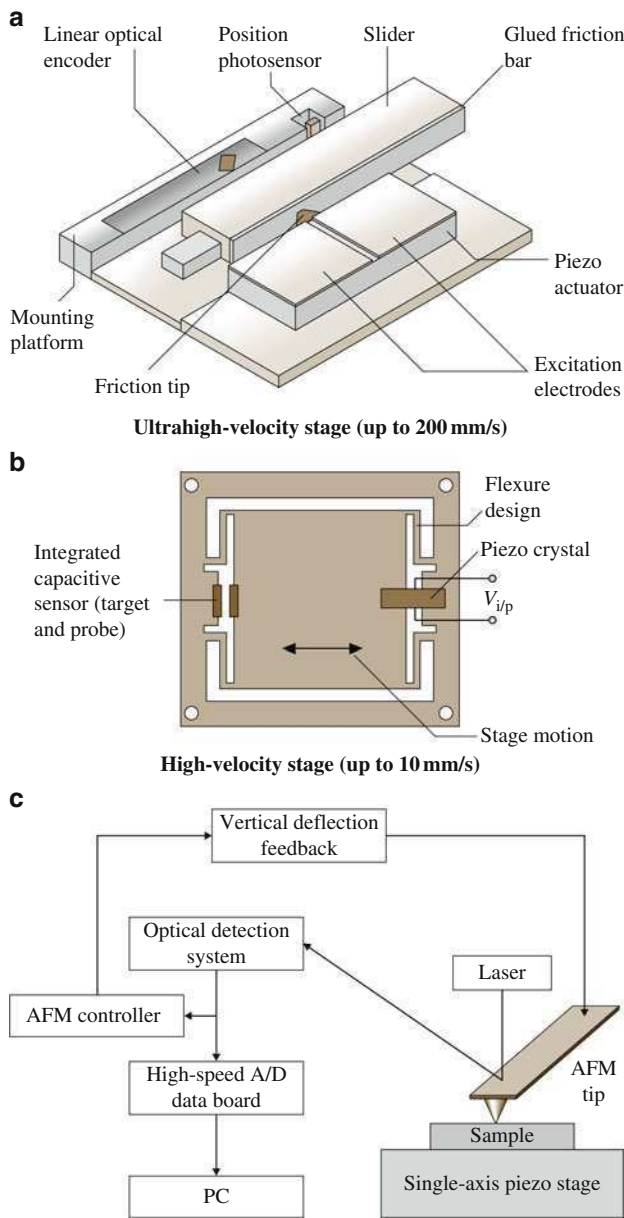 a
Linear optical
encoder
Position
photosensor
Slider
Glued friction
bar
Mounting
platform
Friction tip
Piezo
actuator
Excitation
electrodes
Ultrahigh-velocity stage (up to 200 mm/s)
b
Integrated
capacitive
sensor (target
and probe)
Flexure
design
Piezo crystal
Vi/p
Stage motion
High-velocity stage (up to 10 mm/s)
c
Vertical deflection
feedback
Optical detection
system
Laser
AFM controller
High-speed A/D
data board
AFM
tip
Sample
PC
Single-axis piezo stage